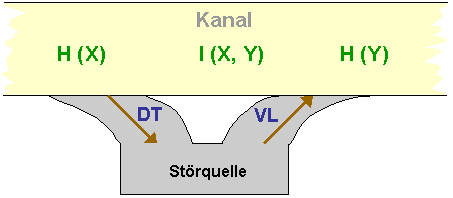 Kanal
H (X) I (X, Y) H (Y)
DT VL
Störquelle